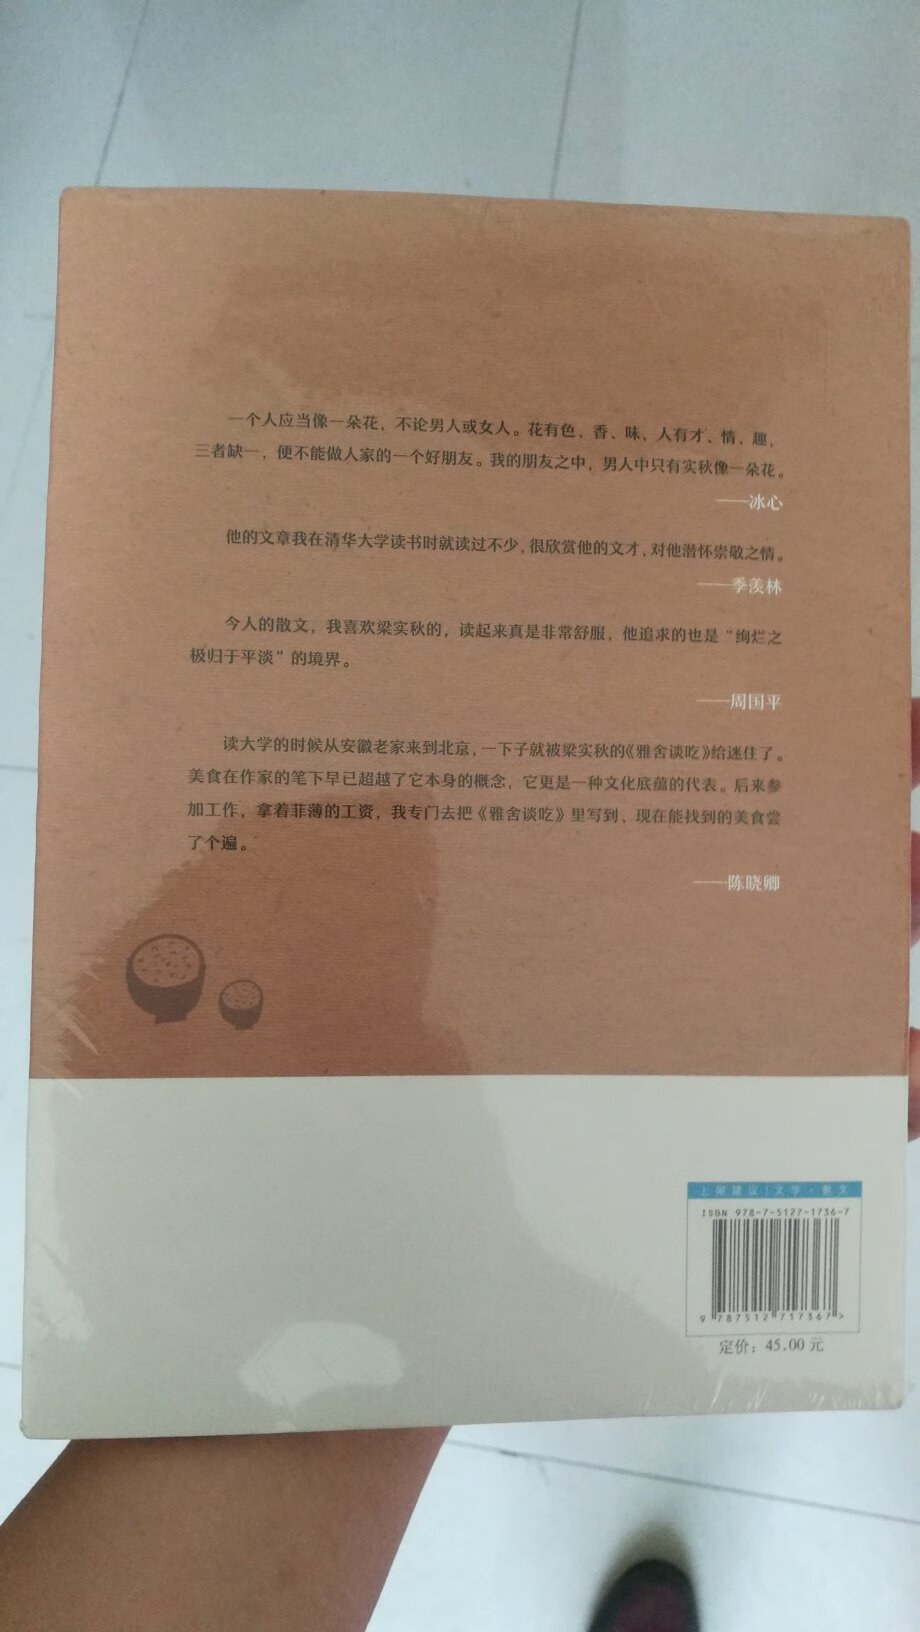 一个人应当像一朵花，不论男人或女人。花有色、香、味，人有才、情、趣，
三者缺一，便不能做人家的一个好朋友。我的朋友之中，男人中只有实秋像一朵花。
——冰心
他的文章我在清华大学读书时就读过不少，很欣赏他的文才，对他潜怀崇敬之情。
——季羡林
今人的散文，我喜欢梁实秋的，读起来真是非常舒服，他追求的也是“绚烂之
极归于平淡”的境界。
——周国平
读大学的时候从安徽老家来到北京，一下子就被梁实秋的《雅舍谈吃》给迷住了。
美食在作家的笔下早已超越了它本身的概念，它更是一种文化底蕴的代表。后来参
加工作，拿着菲薄的工资，我专门去把《雅舍谈吃》里写到、现在能找到的美食尝
了个遍。
——陈晓卿
上架建议｜文学·散文
ISBN 978-7-5127-1736-7
9 787512 717367 >
定价：45.00 元